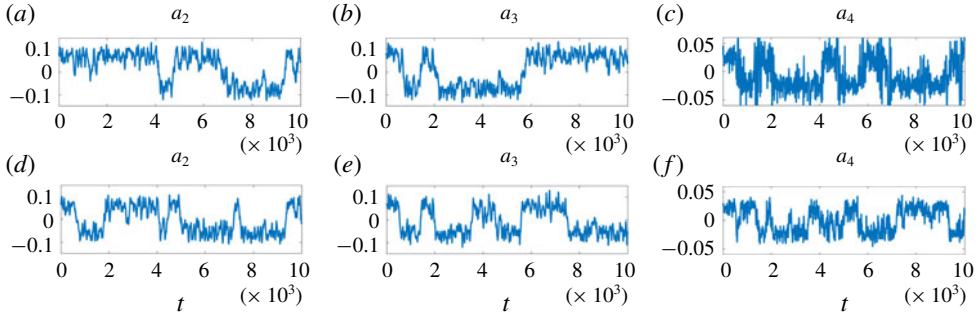 (a) a2 (b) a3 (c) a4
0.1 0.1 0.05
0 0 0
−0.1 −0.1 −0.05
0 2 4 6 8 10 0 2 4 6 8 10 0 2 4 6 8 10
(× 10³) (× 10³) (× 10³)
(d) a2 (e) a3 (f) a4
0.1 0.1 0.05
0 0 0
−0.1 −0.1 −0.05
0 2 4 6 8 10 0 2 4 6 8 10 0 2 4 6 8 10
t (× 10³) t (× 10³) t (× 10³)